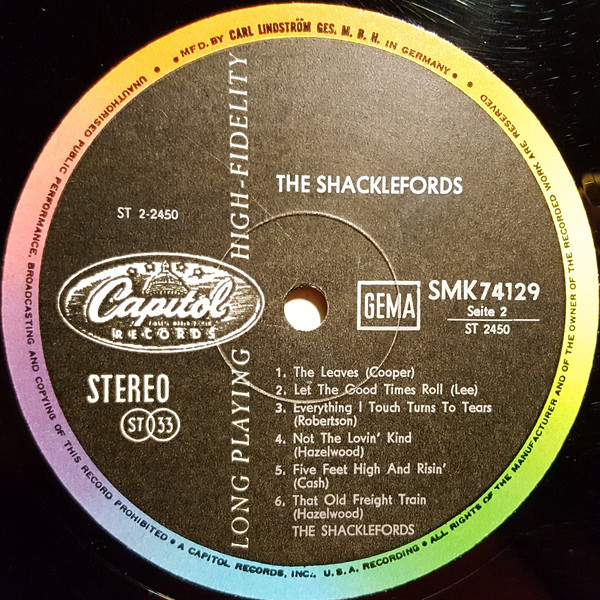 MFD. BY CARL LINDSTRÖM GES. M. B. H. IN GERMANY
UNAUTHORISED PUBLIC PERFORMANCE, BROADCASTING AND COPYING OF THIS RECORD PROHIBITED • A CAPITOL RECORDS, INC., U.S.A. RECORDING • ALL RIGHTS OF THE MANUFACTURER AND OF THE OWNER OF THE RECORDED WORK ARE RESERVED
LONG PLAYING HIGH-FIDELITY
THE SHACKLEFORDS
ST 2-2450
Capitol
RECORDS
GEMA
SMK 74129
Seite 2
ST 2450
STEREO
ST 33
1. The Leaves (Cooper)
2. Let The Good Times Roll (Lee)
3. Everything I Touch Turns To Tears
(Robertson)
4. Not The Lovin' Kind
(Hazelwood)
5. Five Feet High And Risin'
(Cash)
6. That Old Freight Train
(Hazelwood)
THE SHACKLEFORDS